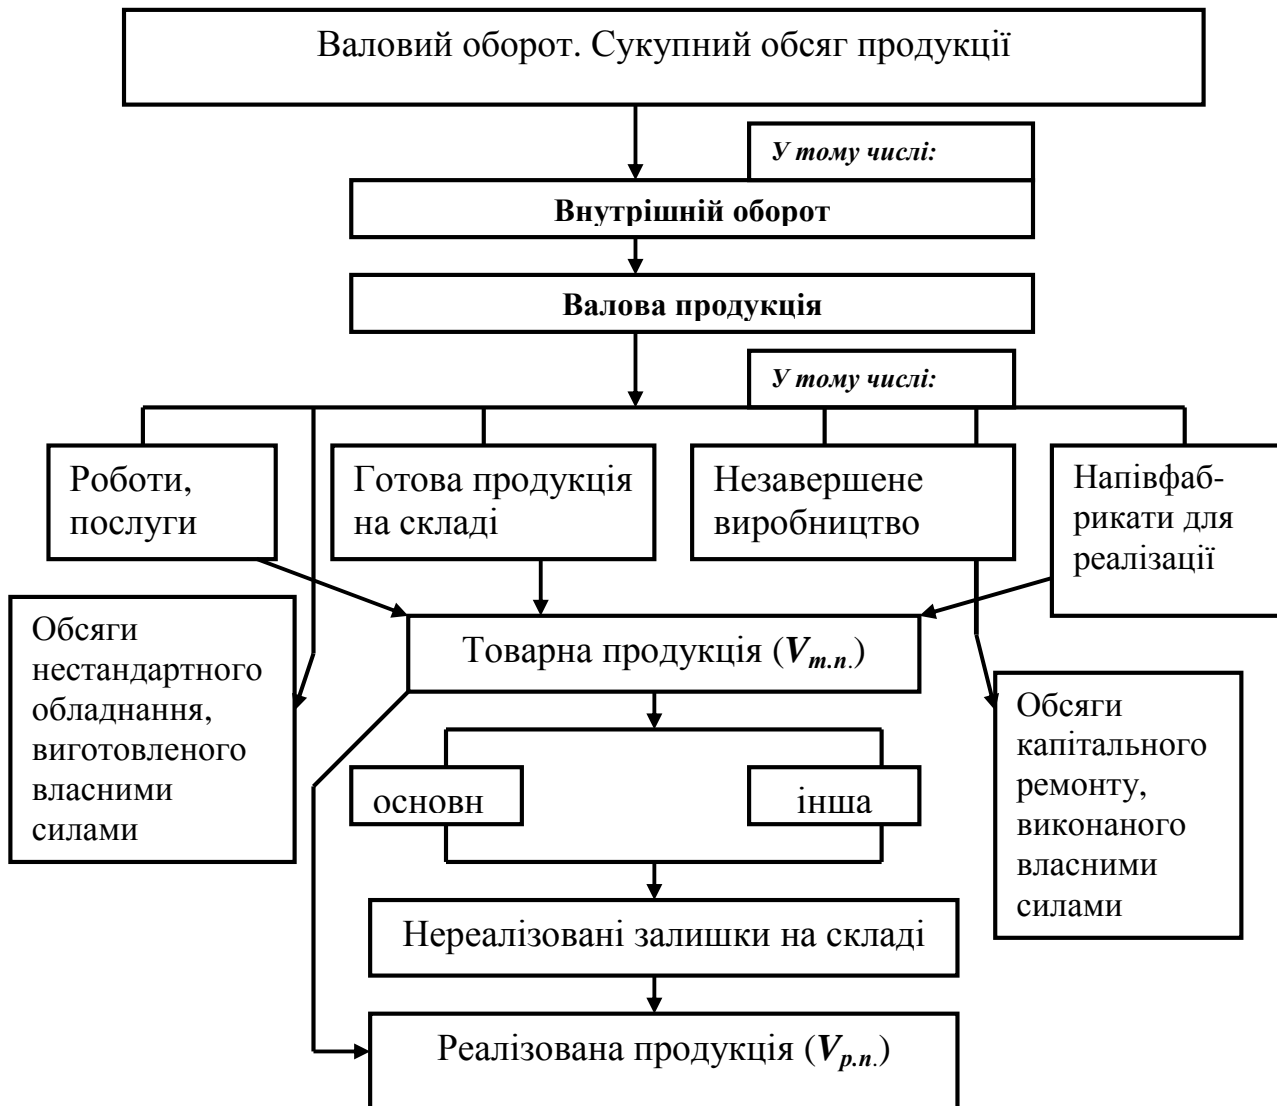 Валовий оборот. Сукупний обсяг продукції
У тому числі:
Внутрішній оборот
Валова продукція
У тому числі:
Роботи,
послуги
Готова продукція
на складі
Незавершене
виробництво
Напівфаб-
рикати для
реалізації
Обсяги
нестандартного
обладнання,
виготовленого
власними
силами
Товарна продукція (Vт.п.)
Обсяги
капітального
ремонту,
виконаного
власними
силами
основн
інша
Нереалізовані залишки на складі
Реалізована продукція (Vр.п.)